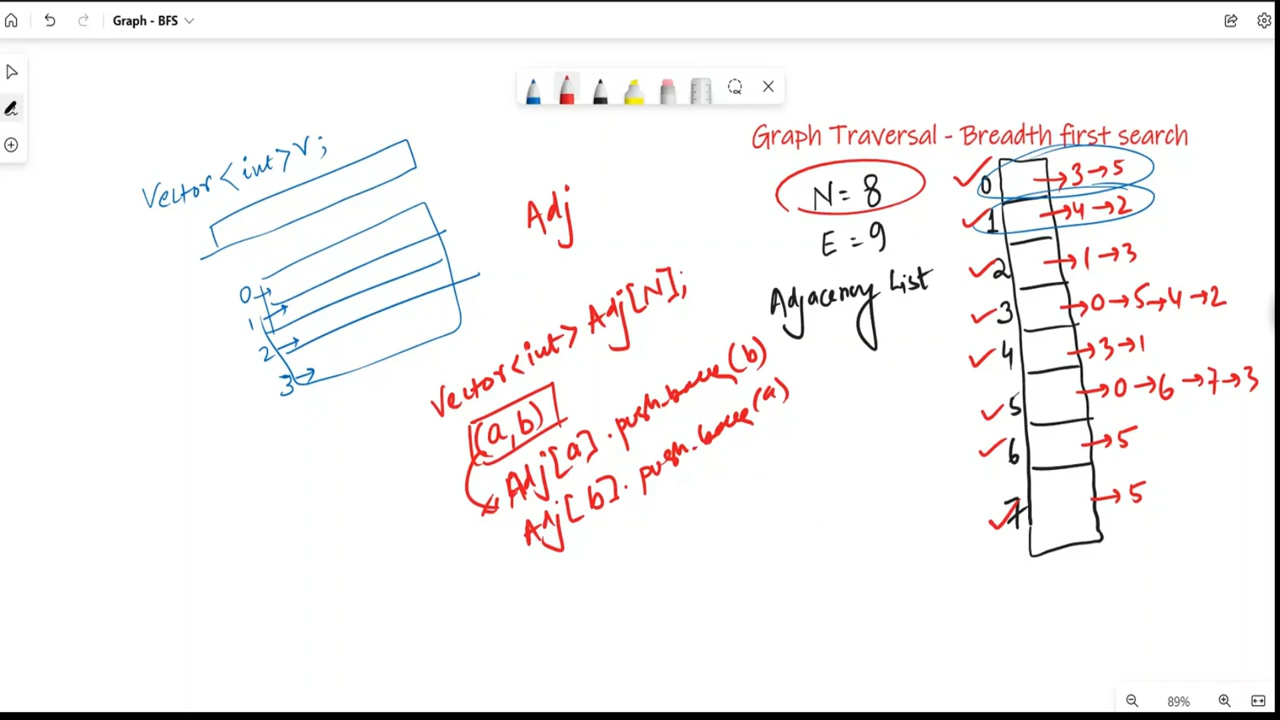 Graph - BFS
Graph Traversal - Breadth first search
Vector<int>v;
0
1
2
3
Adj
Vector<int> Adj[N];
(a,b)
Adj[a].push_back(b)
Adj[b].push_back(a)
N = 8
E = 9
Adjacency List
0 → 3 → 5
1 → 4 → 2
2 → 1 → 3
3 → 0 → 5 → 4 → 2
4 → 3 → 1
5 → 0 → 6 → 7 → 3
6 → 5
7 → 5
89%